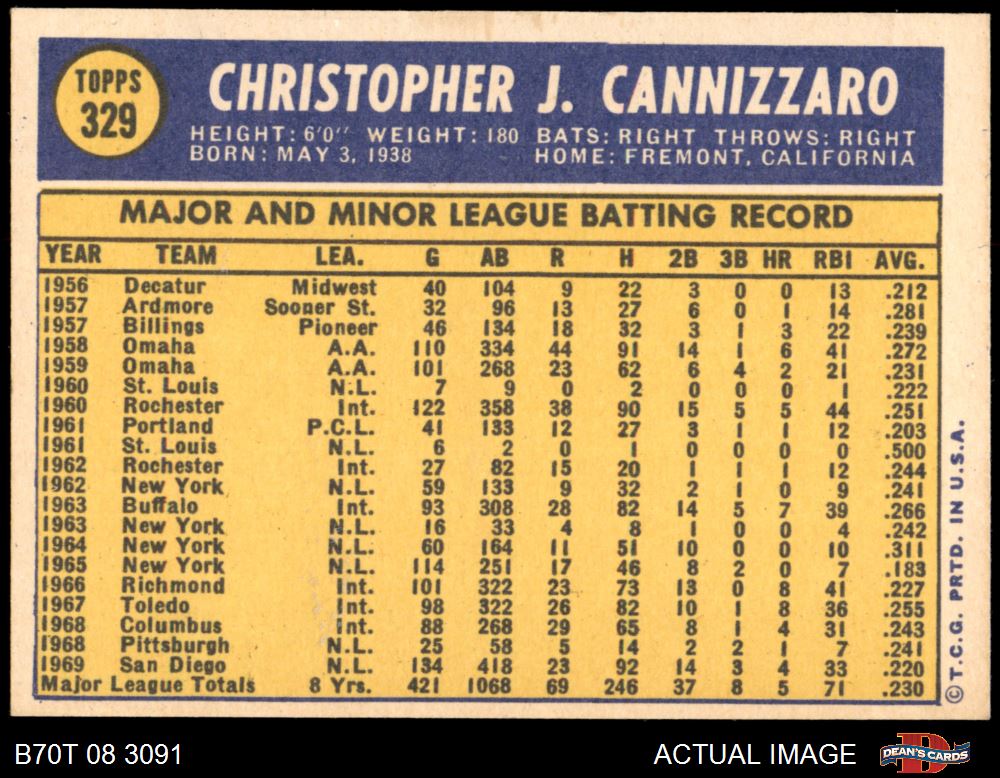 TOPPS
329
CHRISTOPHER J. CANNIZZARO
HEIGHT: 6'0" WEIGHT: 180 BATS: RIGHT THROWS: RIGHT
BORN: MAY 3, 1938 HOME: FREMONT, CALIFORNIA
MAJOR AND MINOR LEAGUE BATTING RECORD
YEAR TEAM LEA. G AB R H 2B 3B HR RBI AVG.
1956 Decatur Midwest 40 104 9 22 3 0 0 13 .212
1957 Ardmore Sooner St. 32 96 13 27 6 0 1 14 .281
1957 Billings Pioneer 46 134 18 32 3 1 3 22 .239
1958 Omaha A.A. 110 334 44 91 14 1 6 41 .272
1959 Omaha A.A. 101 268 23 62 6 4 2 21 .231
1960 St. Louis N.L. 7 9 0 2 0 0 0 1 .222
1960 Rochester Int. 122 358 38 90 15 5 5 44 .251
1961 Portland P.C.L. 41 133 12 27 3 1 1 12 .203
1961 St. Louis N.L. 6 2 0 1 0 0 0 0 .500
1962 Rochester Int. 27 82 15 20 1 1 1 12 .244
1962 New York N.L. 59 133 9 32 2 1 0 9 .241
1963 Buffalo Int. 93 308 28 82 14 5 7 39 .266
1963 New York N.L. 16 33 4 8 1 0 0 4 .242
1964 New York N.L. 60 164 11 51 10 0 0 10 .311
1965 New York N.L. 114 251 17 46 8 2 0 7 .183
1966 Richmond Int. 101 322 23 73 13 0 8 41 .227
1967 Toledo Int. 98 322 26 82 10 1 8 36 .255
1968 Columbus Int. 88 268 29 65 8 1 4 31 .243
1968 Pittsburgh N.L. 25 58 5 14 2 2 1 7 .241
1969 San Diego N.L. 134 418 23 92 14 3 4 33 .220
Major League Totals 8 Yrs. 421 1068 69 246 37 8 5 71 .230
©T.C.G. PRTD. IN U.S.A.
B70T 08 3091 ACTUAL IMAGE
DEAN'S CARDS